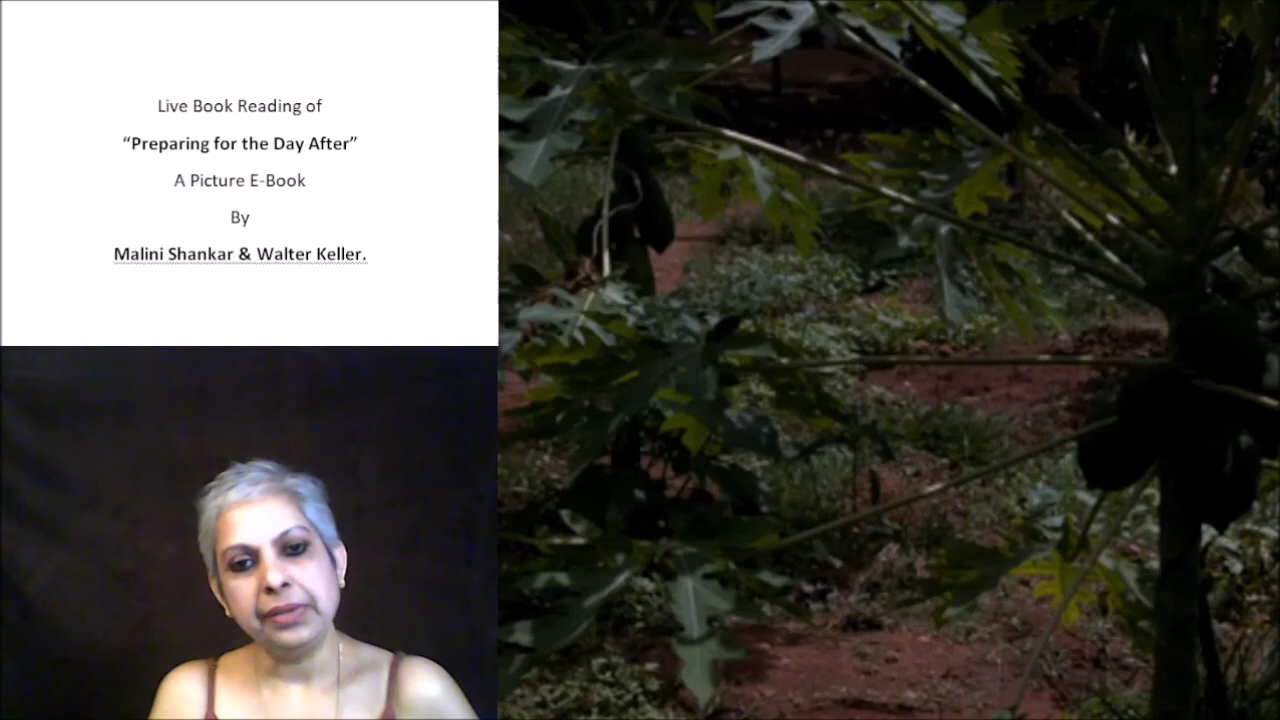 Live Book Reading of
“Preparing for the Day After”
A Picture E-Book
By
Malini Shankar & Walter Keller.